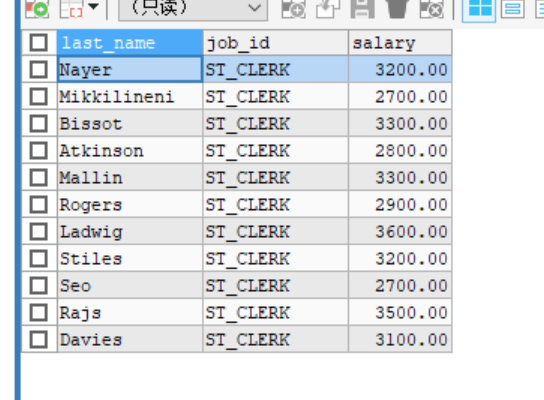 (只读)
last_name job_id salary
Nayer ST_CLERK 3200.00
Mikkilineni ST_CLERK 2700.00
Bissot ST_CLERK 3300.00
Atkinson ST_CLERK 2800.00
Mallin ST_CLERK 3300.00
Rogers ST_CLERK 2900.00
Ladwig ST_CLERK 3600.00
Stiles ST_CLERK 3200.00
Seo ST_CLERK 2700.00
Rajs ST_CLERK 3500.00
Davies ST_CLERK 3100.00